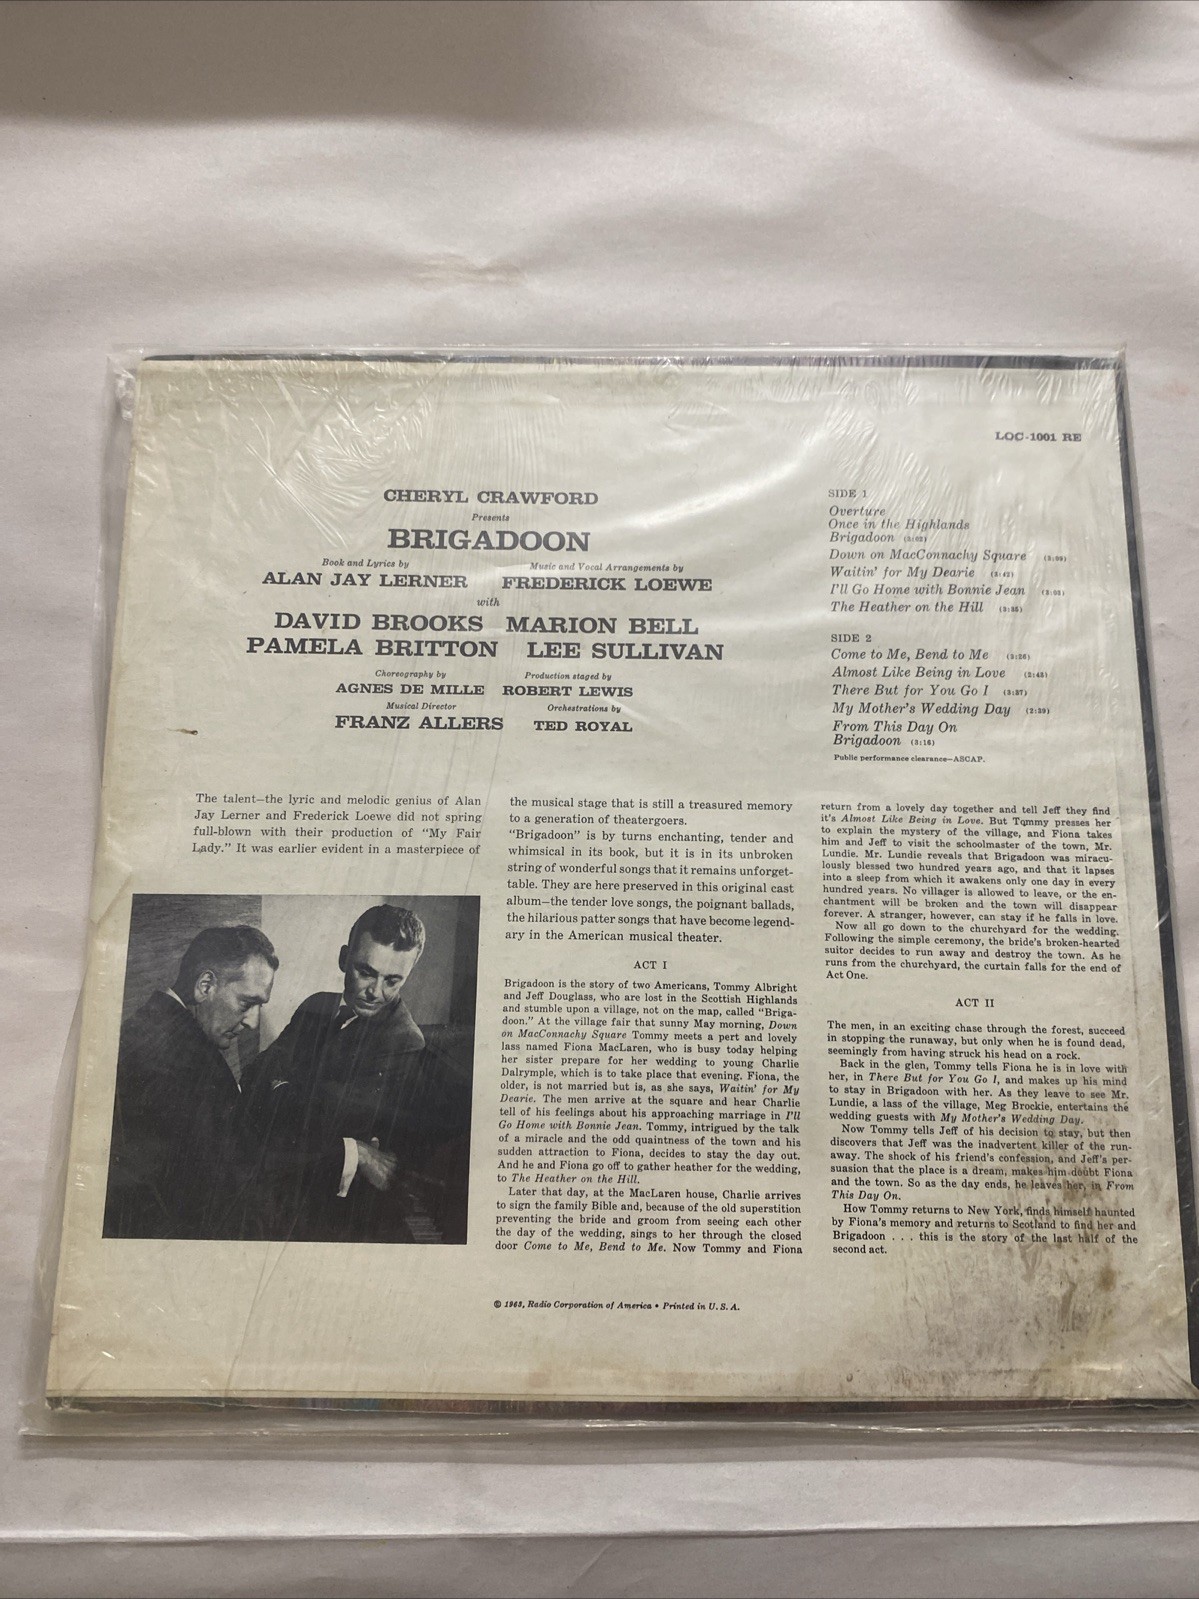 LOC-1001 RE
CHERYL CRAWFORD
Presents
BRIGADOON
Book and Lyrics by
ALAN JAY LERNER
Music and Vocal Arrangements by
FREDERICK LOEWE
with
DAVID BROOKS MARION BELL
PAMELA BRITTON LEE SULLIVAN
Choreography by
AGNES DE MILLE
Production staged by
ROBERT LEWIS
Musical Director
FRANZ ALLERS
Orchestrations by
TED ROYAL
SIDE 1
Overture
Once in the Highlands
Brigadoon
Down on MacConnachy Square
Waitin' for My Dearie
I'll Go Home with Bonnie Jean
The Heather on the Hill
SIDE 2
Come to Me, Bend to Me
Almost Like Being in Love
There But for You Go I
My Mother's Wedding Day (2:39)
From This Day On
Brigadoon (3:16)
Public performance clearance—ASCAP.
The talent—the lyric and melodic genius of Alan
Jay Lerner and Frederick Loewe did not spring
full-blown with their production of "My Fair
Lady." It was earlier evident in a masterpiece of
the musical stage that is still a treasured memory
to a generation of theatergoers.
"Brigadoon" is by turns enchanting, tender and
whimsical in its book, but it is in its unbroken
string of wonderful songs that it remains unforget-
table. They are here preserved in this original cast
album—the tender love songs, the poignant ballads,
the hilarious patter songs that have become legend-
ary in the American musical theater.
ACT I
Brigadoon is the story of two Americans, Tommy Albright
and Jeff Douglass, who are lost in the Scottish Highlands
and stumble upon a village, not on the map, called "Briga-
doon." At the village fair that sunny May morning, Down
on MacConnachy Square Tommy meets a pert and lovely
lass named Fiona MacLaren, who is busy today helping
her sister prepare for her wedding to young Charlie
Dalrymple, which is to take place that evening. Fiona, the
older, is not married but is, as she says, Waitin' for My
Dearie. The men arrive at the square and hear Charlie
tell of his feelings about his approaching marriage in I'll
Go Home with Bonnie Jean. Tommy, intrigued by the talk
of a miracle and the odd quaintness of the town and his
sudden attraction to Fiona, decides to stay the day out.
And he and Fiona go off to gather heather for the wedding,
to The Heather on the Hill.
Later that day, at the MacLaren house, Charlie arrives
to sign the family Bible and, because of the old superstition
preventing the bride and groom from seeing each other
the day of the wedding, sings to her through the closed
door Come to Me, Bend to Me. Now Tommy and Fiona
return from a lovely day together and tell Jeff they find
it's Almost Like Being in Love. But Tommy presses her
to explain the mystery of the village, and Fiona takes
him and Jeff to visit the schoolmaster of the town, Mr.
Lundie. Mr. Lundie reveals that Brigadoon was miracu-
lously blessed two hundred years ago, and that it lapses
into a sleep from which it awakens only one day in every
hundred years. No villager is allowed to leave, or the en-
chantment will be broken and the town will disappear
forever. A stranger, however, can stay if he falls in love.
Now all go down to the churchyard for the wedding.
Following the simple ceremony, the bride's broken-hearted
suitor decides to run away and destroy the town. As he
runs from the churchyard, the curtain falls for the end of
Act One.
ACT II
The men, in an exciting chase through the forest, succeed
in stopping the runaway, but only when he is found dead,
seemingly from having struck his head on a rock.
Back in the glen, Tommy tells Fiona he is in love with
her, in There But for You Go I, and makes up his mind
to stay in Brigadoon with her. As they leave to see Mr.
Lundie, a lass of the village, Meg Brockie, entertains the
wedding guests with My Mother's Wedding Day.
Now Tommy tells Jeff of his decision to stay, but then
discovers that Jeff was the inadvertent killer of the run-
away. The shock of his friend's confession, and Jeff's per-
suasion that the place is a dream, makes him doubt Fiona
and the town. So as the day ends, he leaves her, in From
This Day On.
How Tommy returns to New York, finds himself haunted
by Fiona's memory and returns to Scotland to find her and
Brigadoon . . . this is the story of the last half of the
second act.
Radio Corporation of America • Printed in U. S. A.